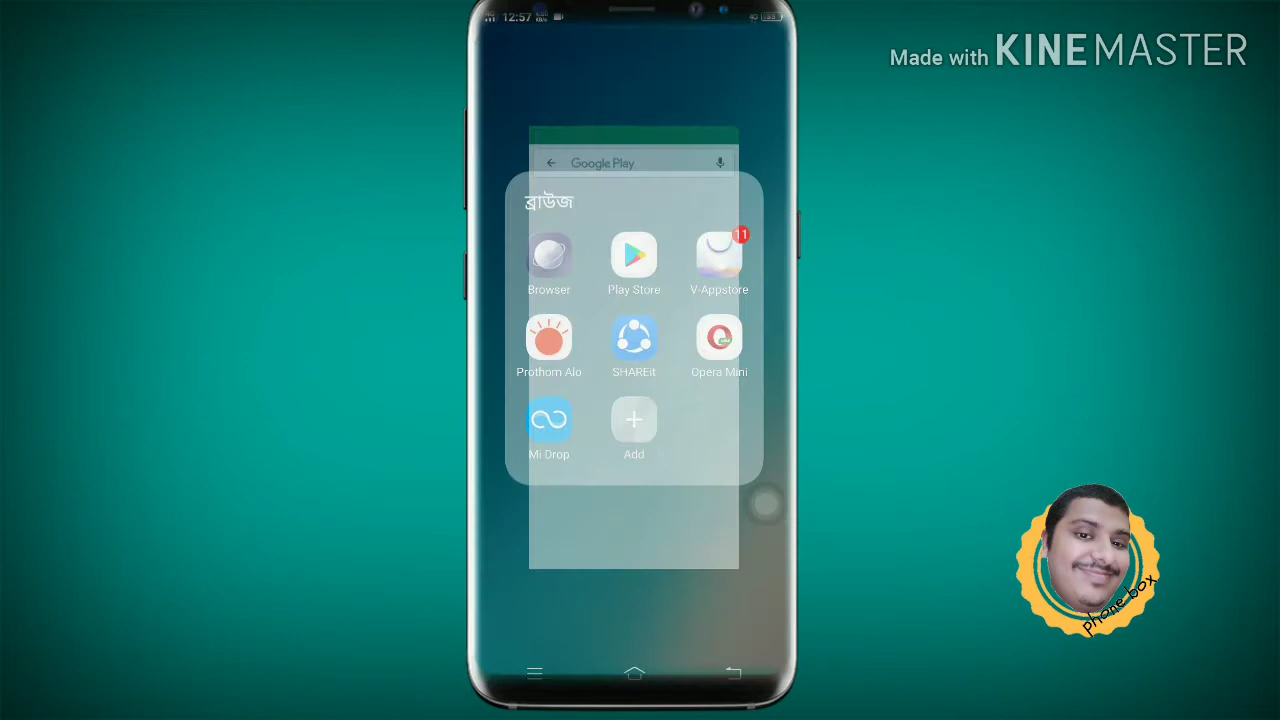 12:57
Made with KINEMASTER
Google Play
ব্রাউজ
11
Browser
Play Store
V-Appstore
Prothom Alo
SHAREit
Opera Mini
Mi Drop
Add
phone box